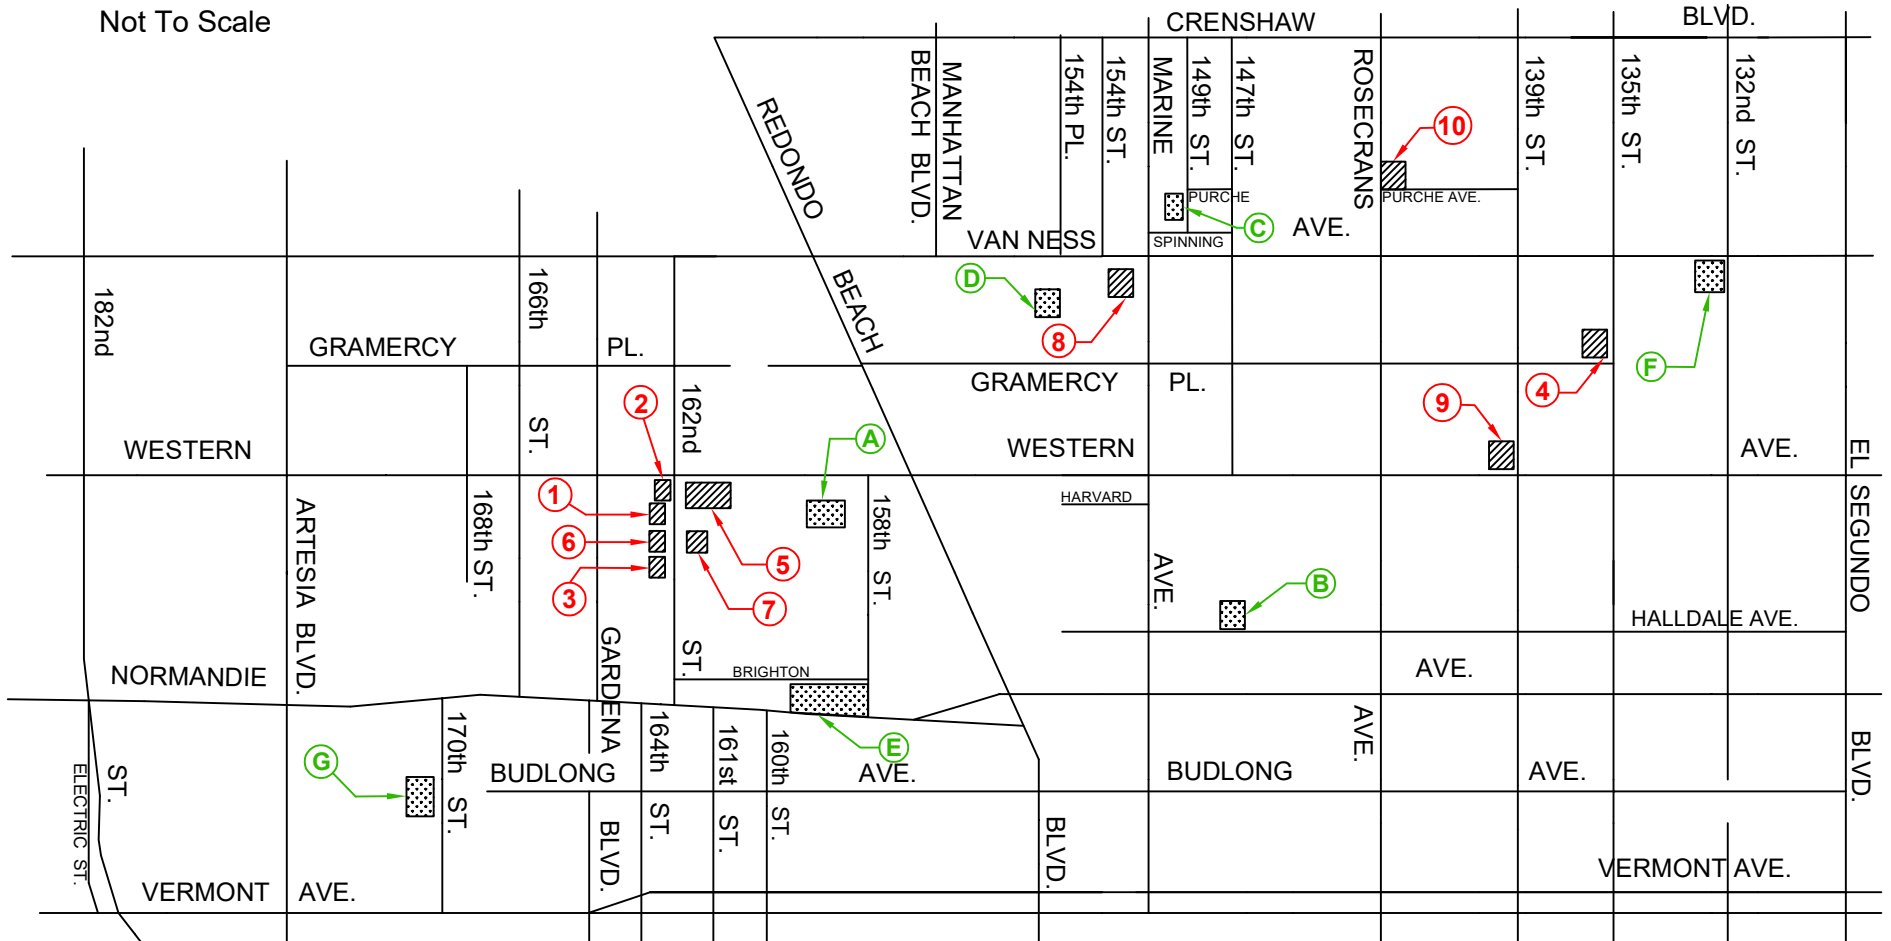 Not To Scale
CRENSHAW
BLVD.
REDONDO
BEACH
BLVD.
MANHATTAN
BEACH BLVD.
154th PL.
154th ST.
MARINE
AVE.
149th ST.
147th ST.
ROSECRANS
AVE.
139th ST.
135th ST.
132nd ST.
10
PURCHE
PURCHE AVE.
C
AVE.
VAN NESS
SPINNING
182nd
ST.
166th
ST.
D
8
F
4
9
GRAMERCY
PL.
GRAMERCY
PL.
2
162nd
ST.
A
WESTERN
WESTERN
AVE.
EL SEGUNDO
BLVD.
1
6
3
5
7
HARVARD
ARTESIA BLVD.
168th ST.
158th ST.
B
HALLDALE AVE.
GARDENA
BLVD.
BRIGHTON
NORMANDIE
AVE.
G
E
170th ST.
164th ST.
161st ST.
160th ST.
BUDLONG
AVE.
BUDLONG
AVE.
ELECTRIC ST.
VERMONT AVE.
VERMONT AVE.